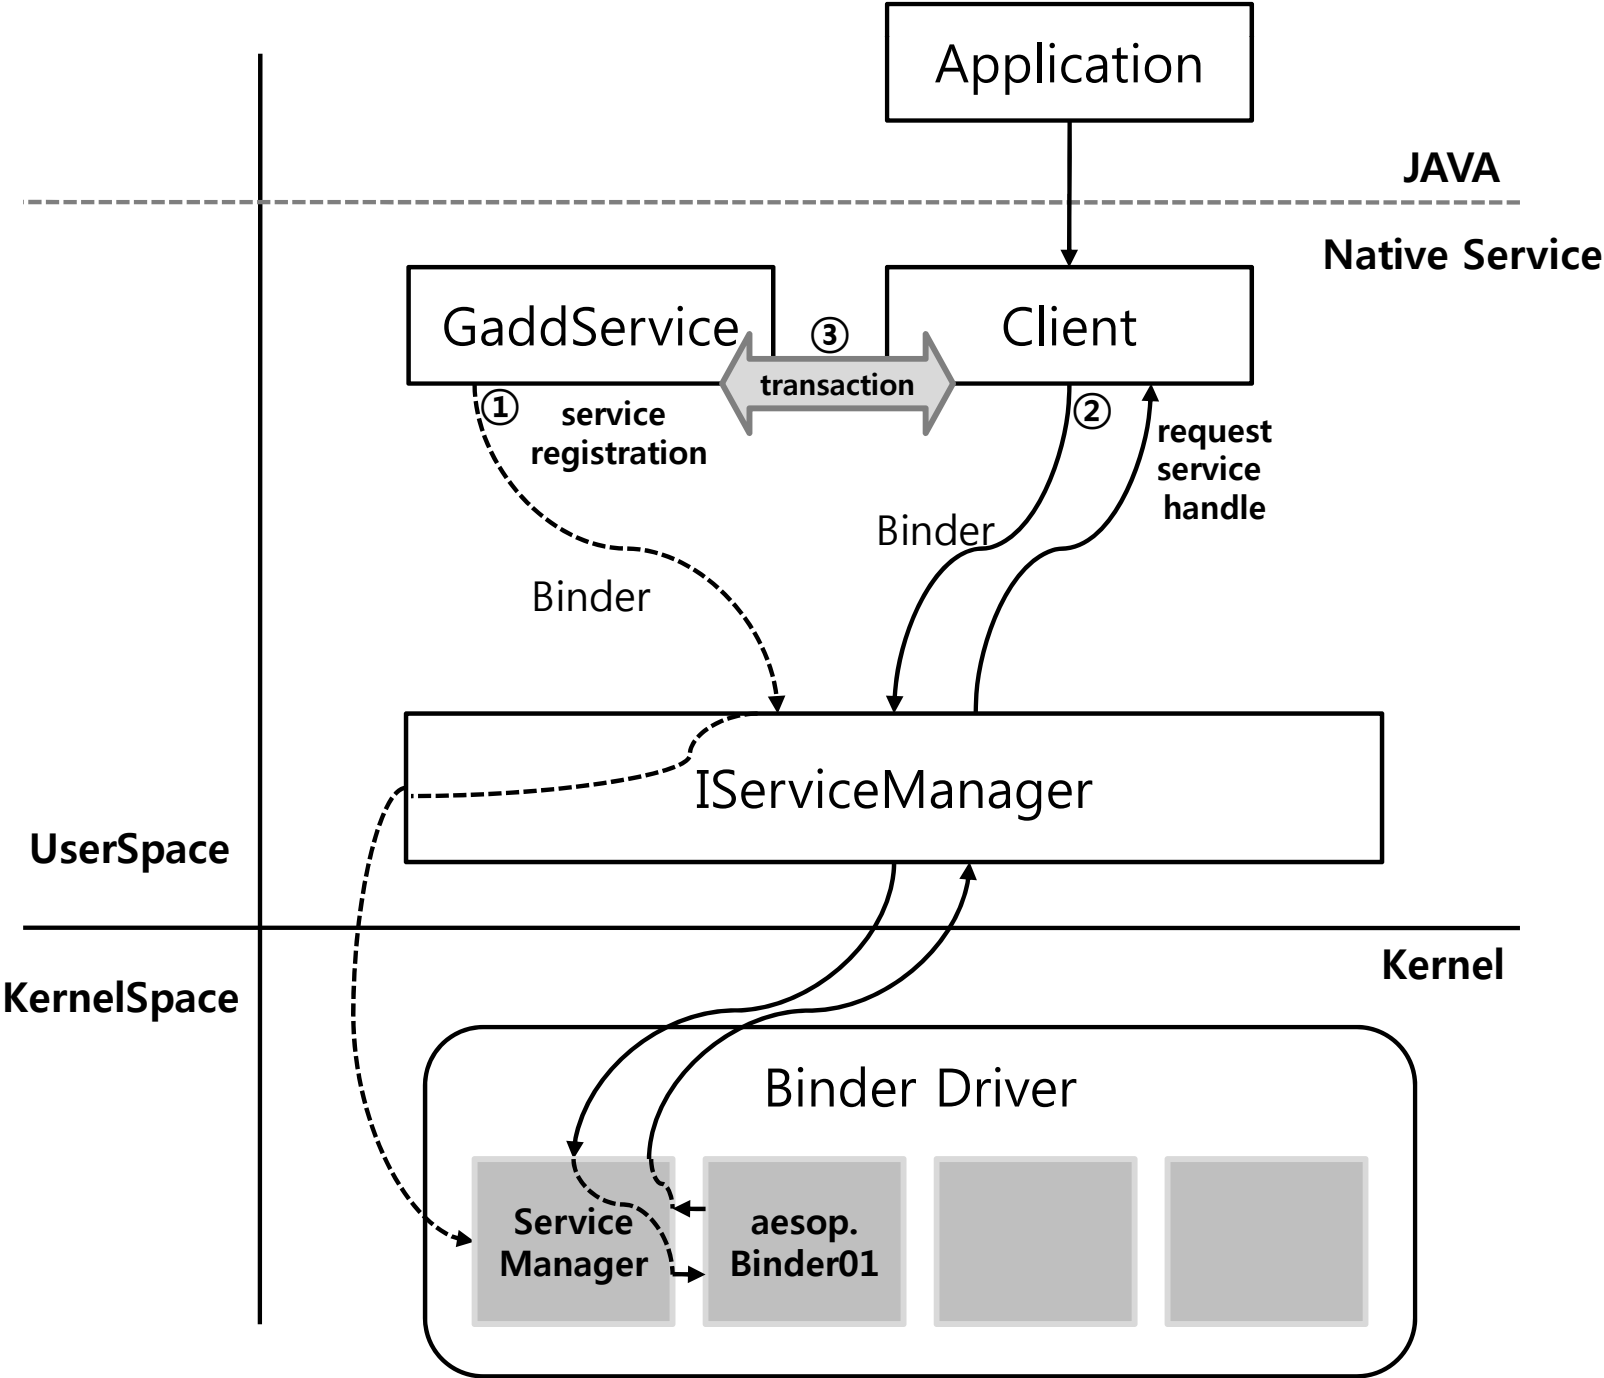 Application
JAVA
Native Service
GaddService
③
Client
transaction
①
service
registration
②
request
service
handle
Binder
Binder
IServiceManager
UserSpace
Kernel
KernelSpace
Binder Driver
Service
Manager
aesop.
Binder01